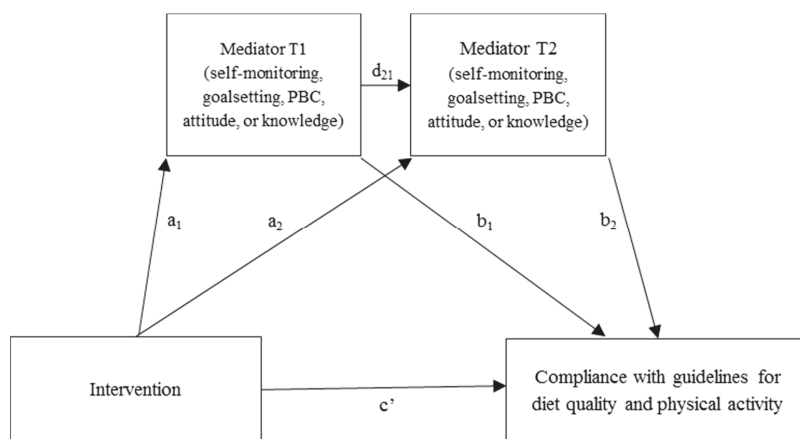 Mediator T1
(self-monitoring,
goalsetting, PBC,
attitude, or knowledge)
d21
Mediator T2
(self-monitoring,
goalsetting, PBC,
attitude, or knowledge)
a1
a2
b1
b2
Intervention
c’
Compliance with guidelines for
diet quality and physical activity